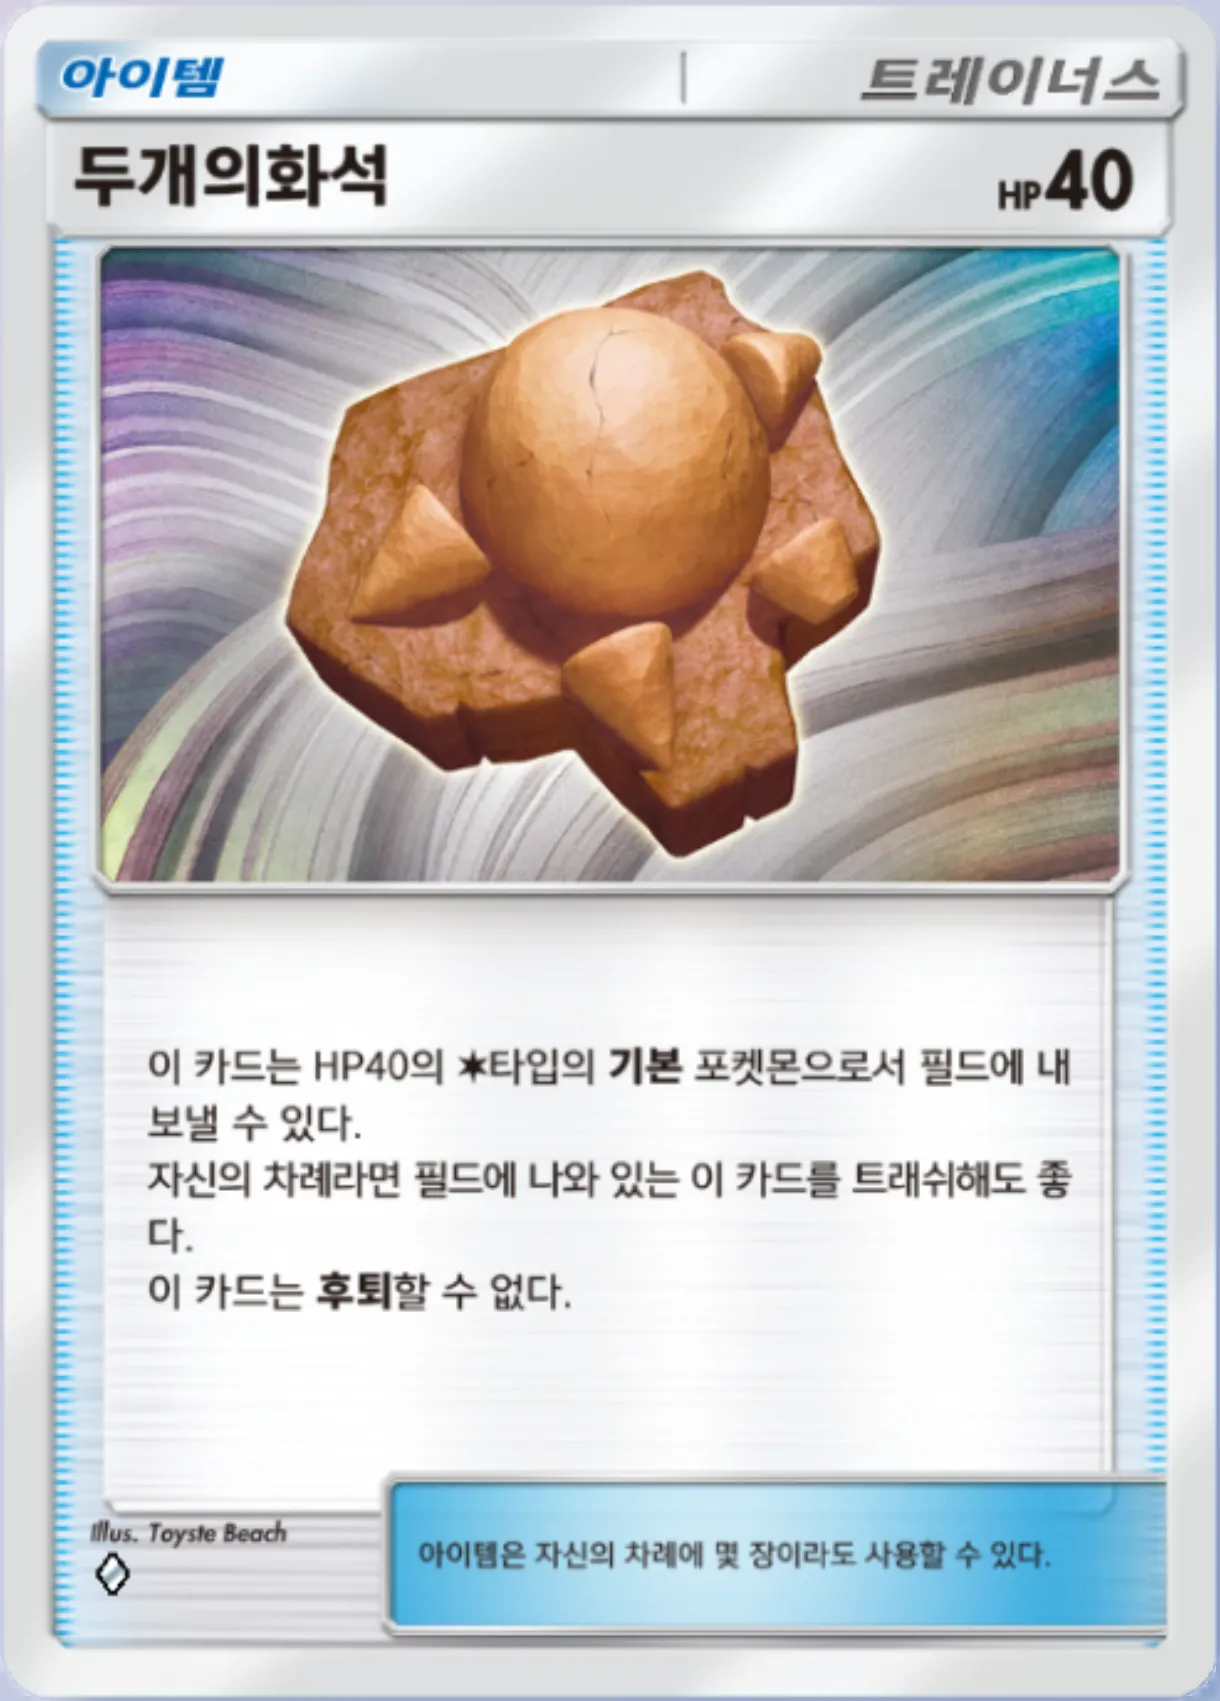 아이템
트레이너스
두개의화석
HP40
이 카드는 HP40의 ✶타입의 기본 포켓몬으로서 필드에 내
보낼 수 있다.
자신의 차례라면 필드에 나와 있는 이 카드를 트래쉬해도 좋
다.
이 카드는 후퇴할 수 없다.
Illus. Toyste Beach
아이템은 자신의 차례에 몇 장이라도 사용할 수 있다.